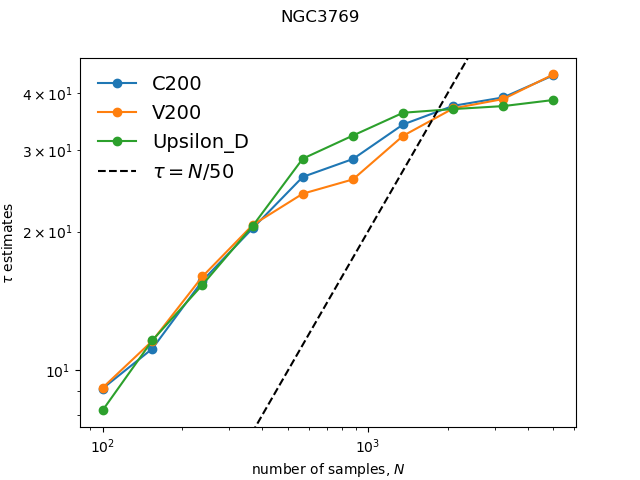 NGC3769
C200
V200
Upsilon_D
τ = N/50
4 × 10¹
3 × 10¹
2 × 10¹
10¹
τ estimates
10² 10³
number of samples, N